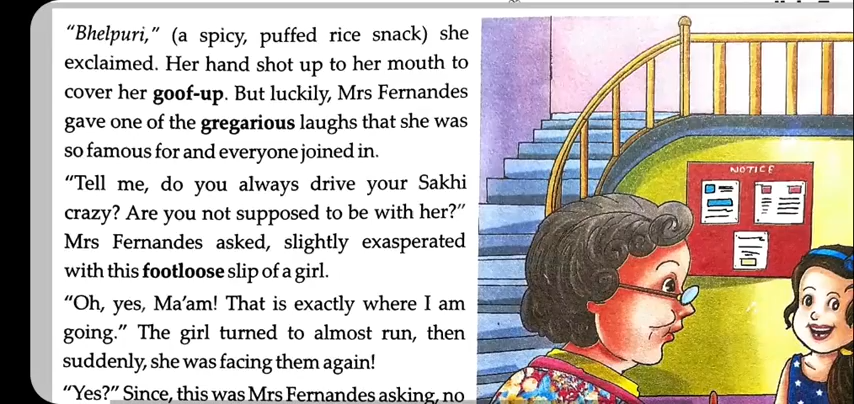 “Bhelpuri,” (a spicy, puffed rice snack) she
exclaimed. Her hand shot up to her mouth to
cover her goof-up. But luckily, Mrs Fernandes
gave one of the gregarious laughs that she was
so famous for and everyone joined in.
“Tell me, do you always drive your Sakhi
crazy? Are you not supposed to be with her?”
Mrs Fernandes asked, slightly exasperated
with this footloose slip of a girl.
“Oh, yes, Ma’am! That is exactly where I am
going.” The girl turned to almost run, then
suddenly, she was facing them again!
“Yes?” Since, this was Mrs Fernandes asking, no
NOTICE